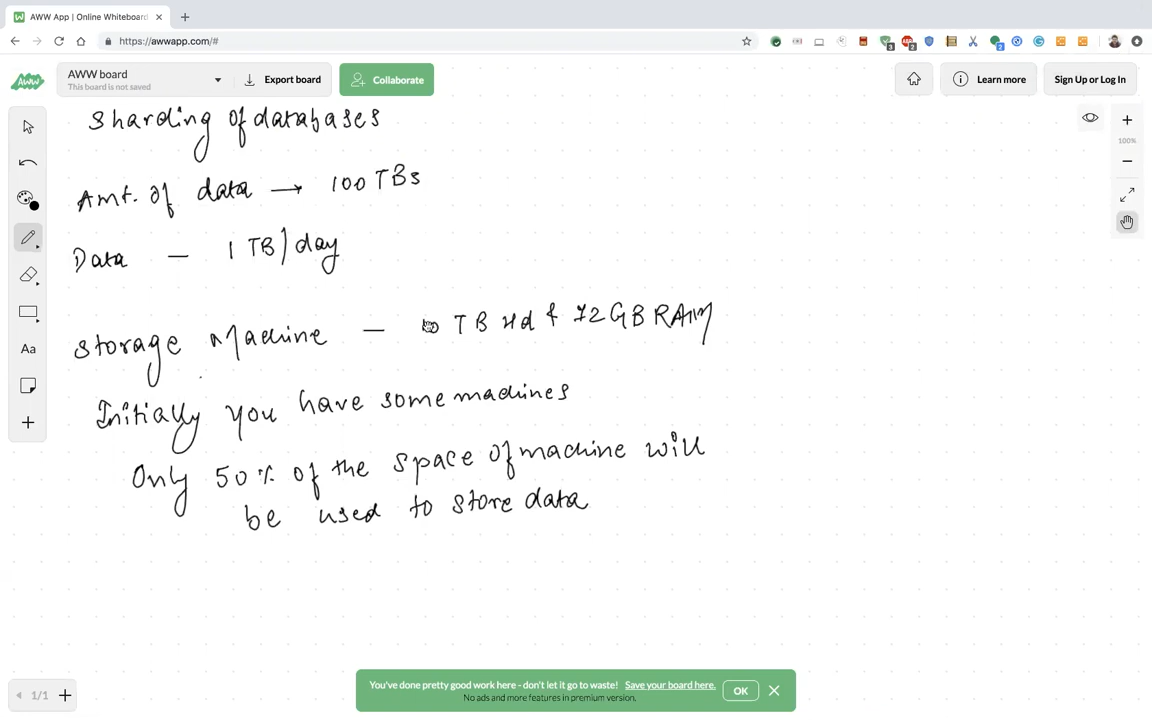 AWW App | Online Whiteboard
https://awwapp.com/#
AWW board
This board is not saved
Export board
Collaborate
Learn more
Sign Up or Log In
Sharding of databases
Amt. of data → 100 TBs
Data — 1 TB/day
Storage Machine — TB Hd & 72 GB RAM
Initially you have some machines
Only 50% of the space of machine will
be used to store data
Aa
100%
1/1
You've done pretty good work here - don't let it go to waste! Save your board here.
No ads and more features in premium version.
OK